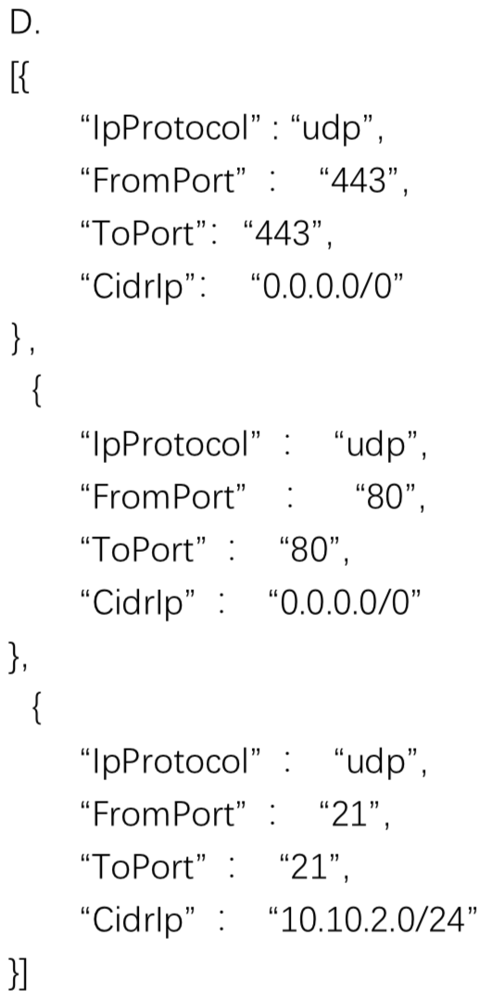 D.
[{
“IpProtocol” : “udp”,
“FromPort” : “443”,
“ToPort”: “443”,
“CidrIp”: “0.0.0.0/0”
},
{
“IpProtocol” : “udp”,
“FromPort” : “80”,
“ToPort” : “80”,
“CidrIp” : “0.0.0.0/0”
},
{
“IpProtocol” : “udp”,
“FromPort” : “21”,
“ToPort” : “21”,
“CidrIp” : “10.10.2.0/24”
}]